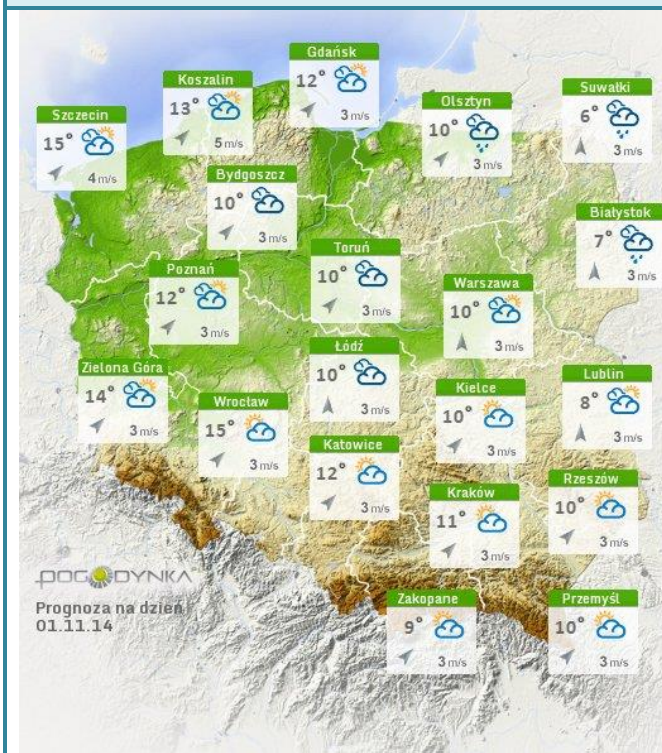 Gdańsk
12°
3 m/s
Koszalin
13°
5 m/s
Szczecin
15°
4 m/s
Olsztyn
10°
3 m/s
Suwałki
6°
3 m/s
Bydgoszcz
10°
3 m/s
Białystok
7°
3 m/s
Toruń
10°
3 m/s
Poznań
12°
3 m/s
Warszawa
10°
3 m/s
Łódź
10°
3 m/s
Zielona Góra
14°
3 m/s
Wrocław
15°
3 m/s
Kielce
10°
3 m/s
Lublin
8°
3 m/s
Katowice
12°
3 m/s
Kraków
11°
3 m/s
Rzeszów
10°
3 m/s
POGODYNKA
Prognoza na dzień
01.11.14
Zakopane
9°
3 m/s
Przemyśl
10°
3 m/s